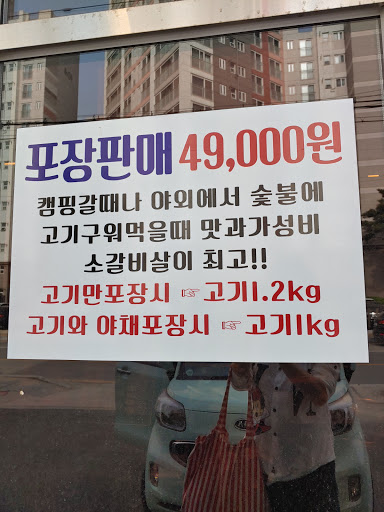 포장판매 49,000원
캠핑갈때나 야외에서 숯불에
고기구워먹을때 맛과가성비
소갈비살이 최고!!
고기만포장시 ☞ 고기1.2kg
고기와 야채포장시 ☞ 고기1kg